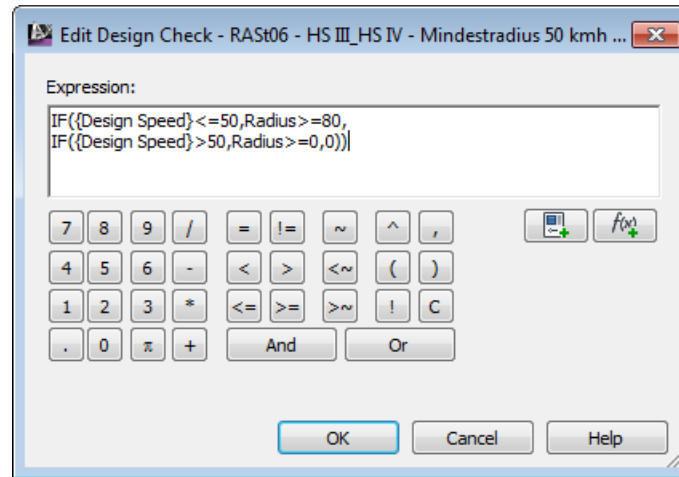 Edit Design Check - RASt06 - HS III_HS IV - Mindestradius 50 kmh ...
Expression:
IF({Design Speed}<=50,Radius>=80,
IF({Design Speed}>50,Radius>=0,0))
7 8 9 / = != ~ ^ , f(x)
4 5 6 - < > <~ ( )
1 2 3 * <= >= >~ ! C
. 0 π + And Or
OK Cancel Help